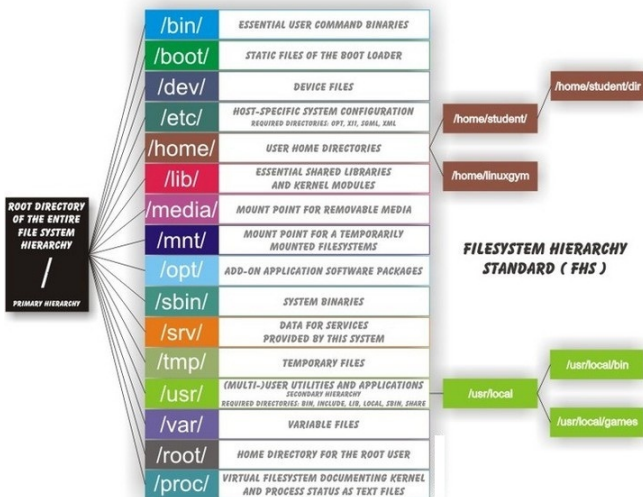 /bin/
ESSENTIAL USER COMMAND BINARIES
/boot/
STATIC FILES OF THE BOOT LOADER
/dev/
DEVICE FILES
/etc/
HOST-SPECIFIC SYSTEM CONFIGURATION
REQUIRED DIRECTORIES: OPT, XII, SGML, XML
/home/
USER HOME DIRECTORIES
/lib/
ESSENTIAL SHARED LIBRARIES
AND KERNEL MODULES
/media/
MOUNT POINT FOR REMOVABLE MEDIA
/mnt/
MOUNT POINT FOR A TEMPORARILY
MOUNTED FILESYSTEMS
/opt/
ADD-ON APPLICATION SOFTWARE PACKAGES
/sbin/
SYSTEM BINARIES
/srv/
DATA FOR SERVICES
PROVIDED BY THIS SYSTEM
/tmp/
TEMPORARY FILES
/usr/
(MULTI-)USER UTILITIES AND APPLICATIONS
SECONDARY HIERARCHY
REQUIRED DIRECTORIES: BIN, INCLUDE, LIB, LOCAL, SBIN, SHARE
/var/
VARIABLE FILES
/root/
HOME DIRECTORY FOR THE ROOT USER
/proc/
VIRTUAL FILESYSTEM DOCUMENTING KERNEL
AND PROCESS STATUS AS TEXT FILES
ROOT DIRECTORY
OF THE ENTIRE
FILE SYSTEM
HIERARCHY
/
PRIMARY HIERARCHY
/home/student/
/home/student/dir
/home/linuxgym
FILESYSTEM HIERARCHY
STANDARD ( FHS )
/usr/local
/usr/local/bin
/usr/local/games